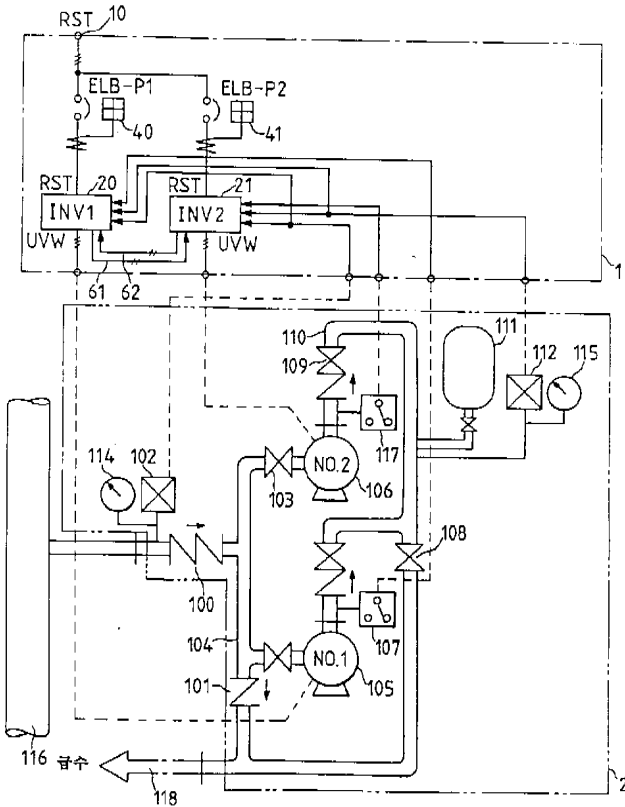 RST 10
ELB-P1
ELB-P2
40
41
RST 20
RST 21
INV1
INV2
UVW
UVW
61
62
1
110
111
109
112
115
102
114
NO.2
117
103
106
108
100
104
NO.1
107
101
105
116
급수
118
2